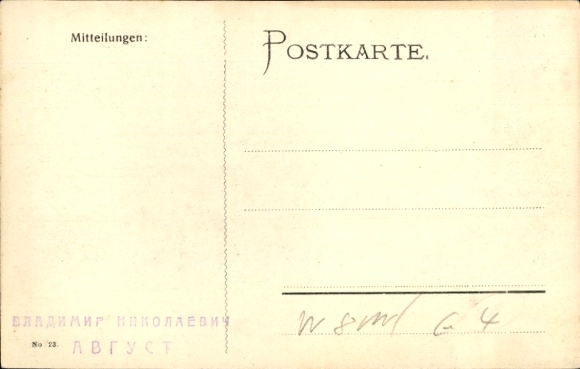 Mitteilungen:
POSTKARTE.
ВЛАДИМИР НИКОЛАЕВИЧ
АВГУСТ
No 23.